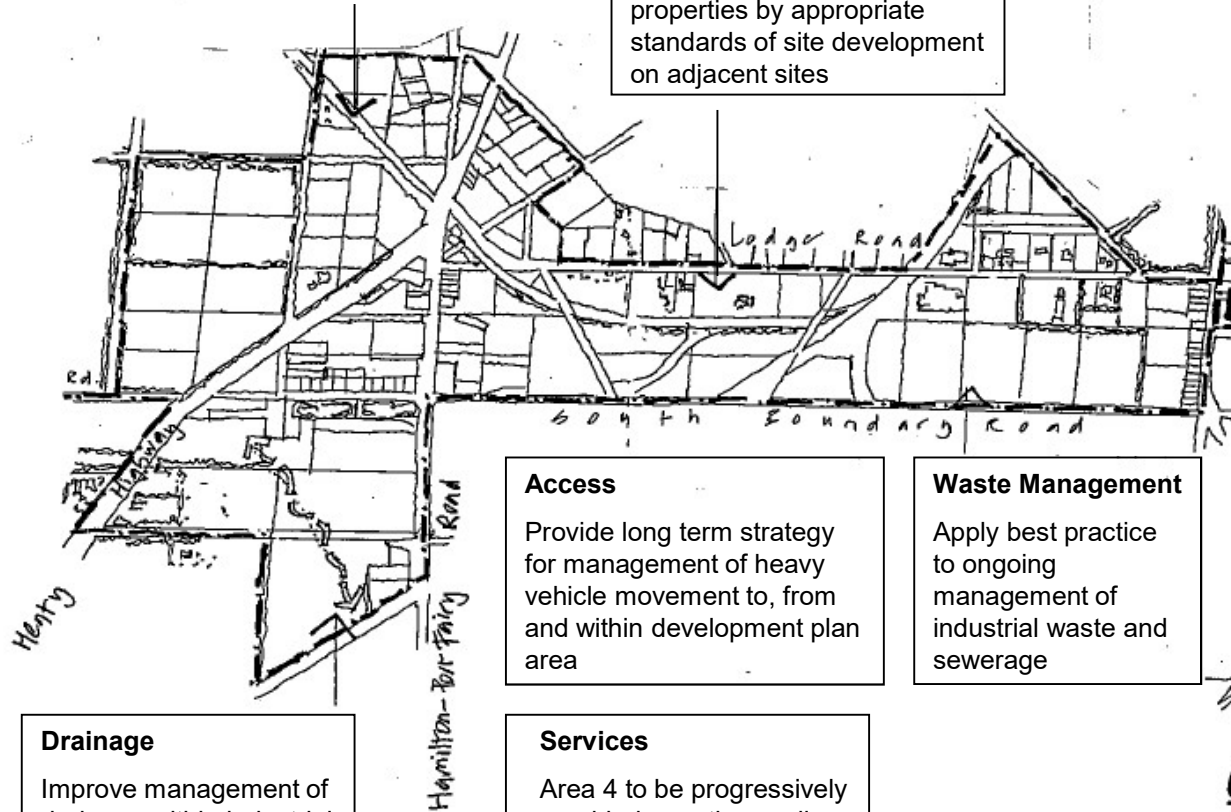 properties by appropriate
standards of site development
on adjacent sites
Lodge Road
Rd.
South Boundary Road
Highway
Henty
Road
Hamilton-Port Fairy
Access
Provide long term strategy
for management of heavy
vehicle movement to, from
and within development plan
area
Waste Management
Apply best practice
to ongoing
management of
industrial waste and
sewerage
Drainage
Improve management of
Services
Area 4 to be progressively